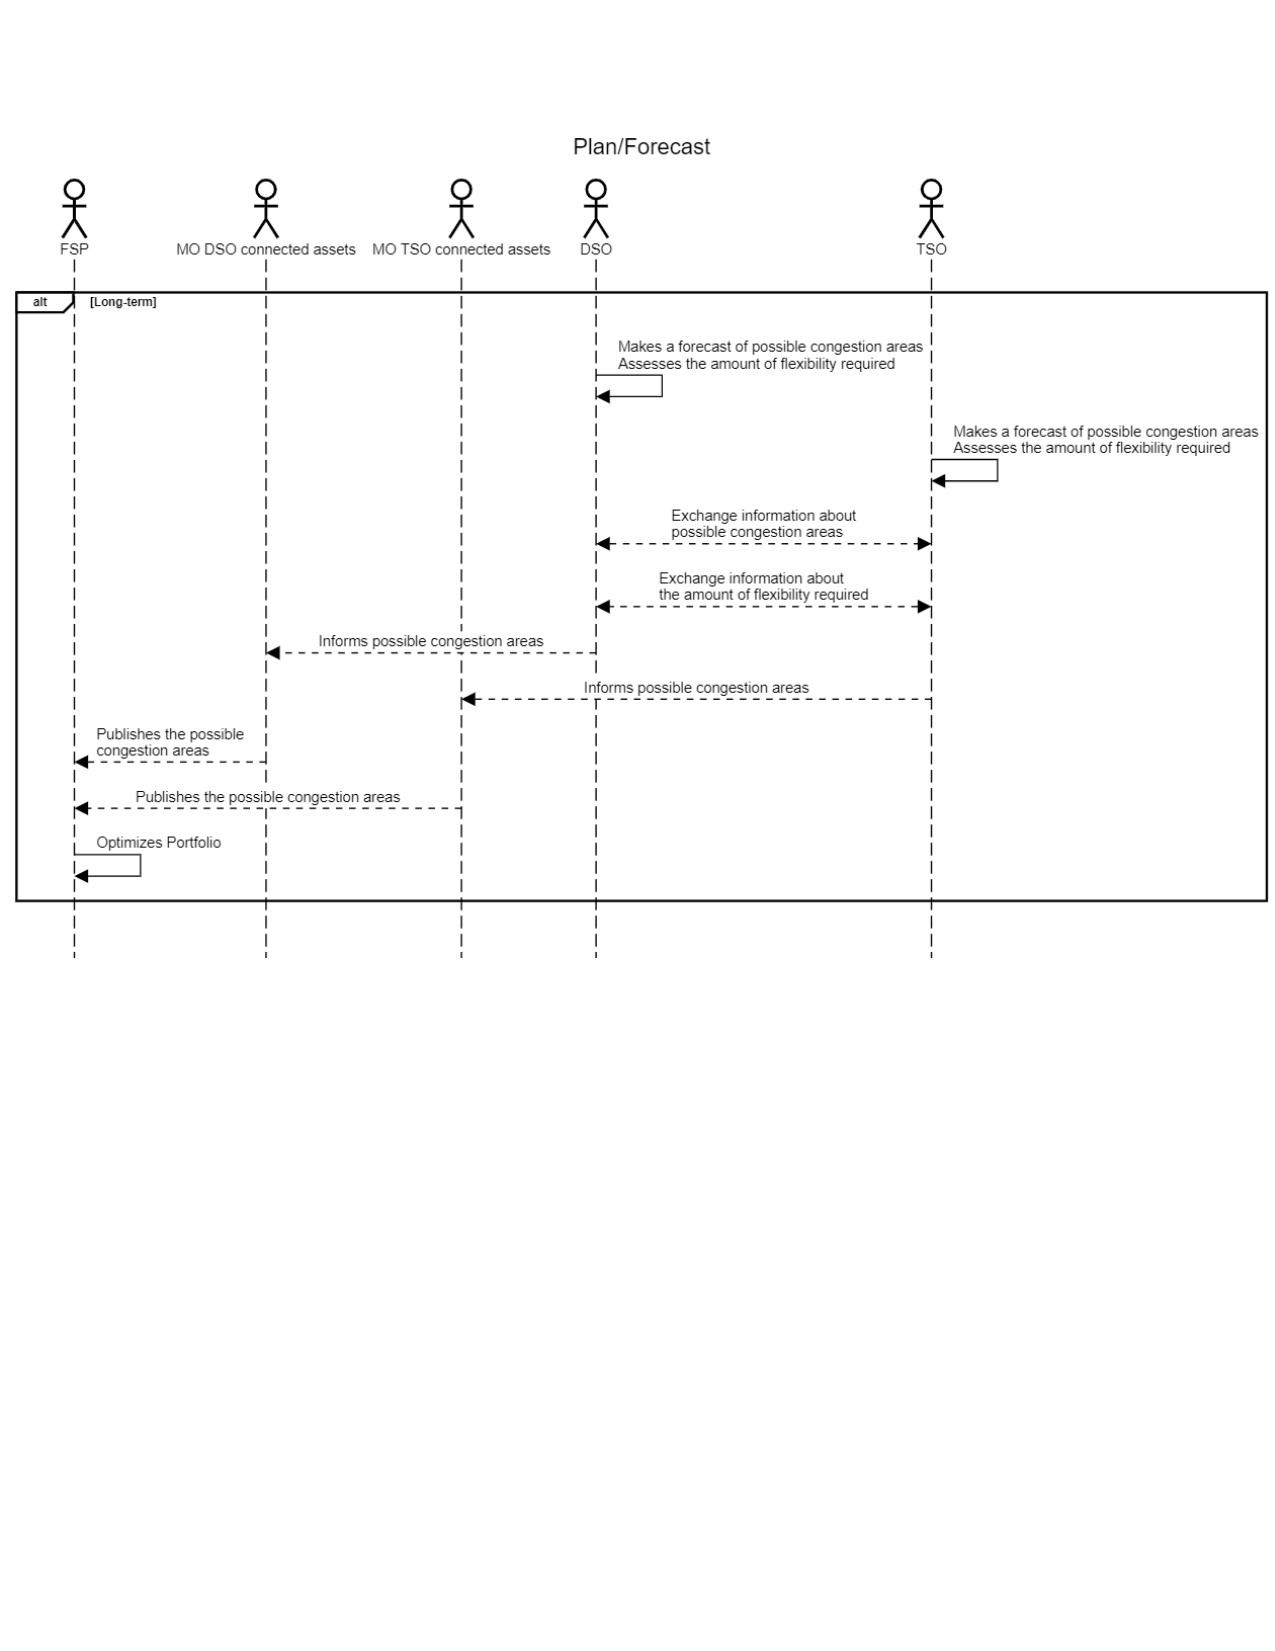 Plan/Forecast
FSP
MO DSO connected assets
MO TSO connected assets
DSO
TSO
alt
[Long-term]
Makes a forecast of possible congestion areas
Assesses the amount of flexibility required
Makes a forecast of possible congestion areas
Assesses the amount of flexibility required
Exchange information about
possible congestion areas
Exchange information about
the amount of flexibility required
Informs possible congestion areas
Informs possible congestion areas
Publishes the possible
congestion areas
Publishes the possible congestion areas
Optimizes Portfolio